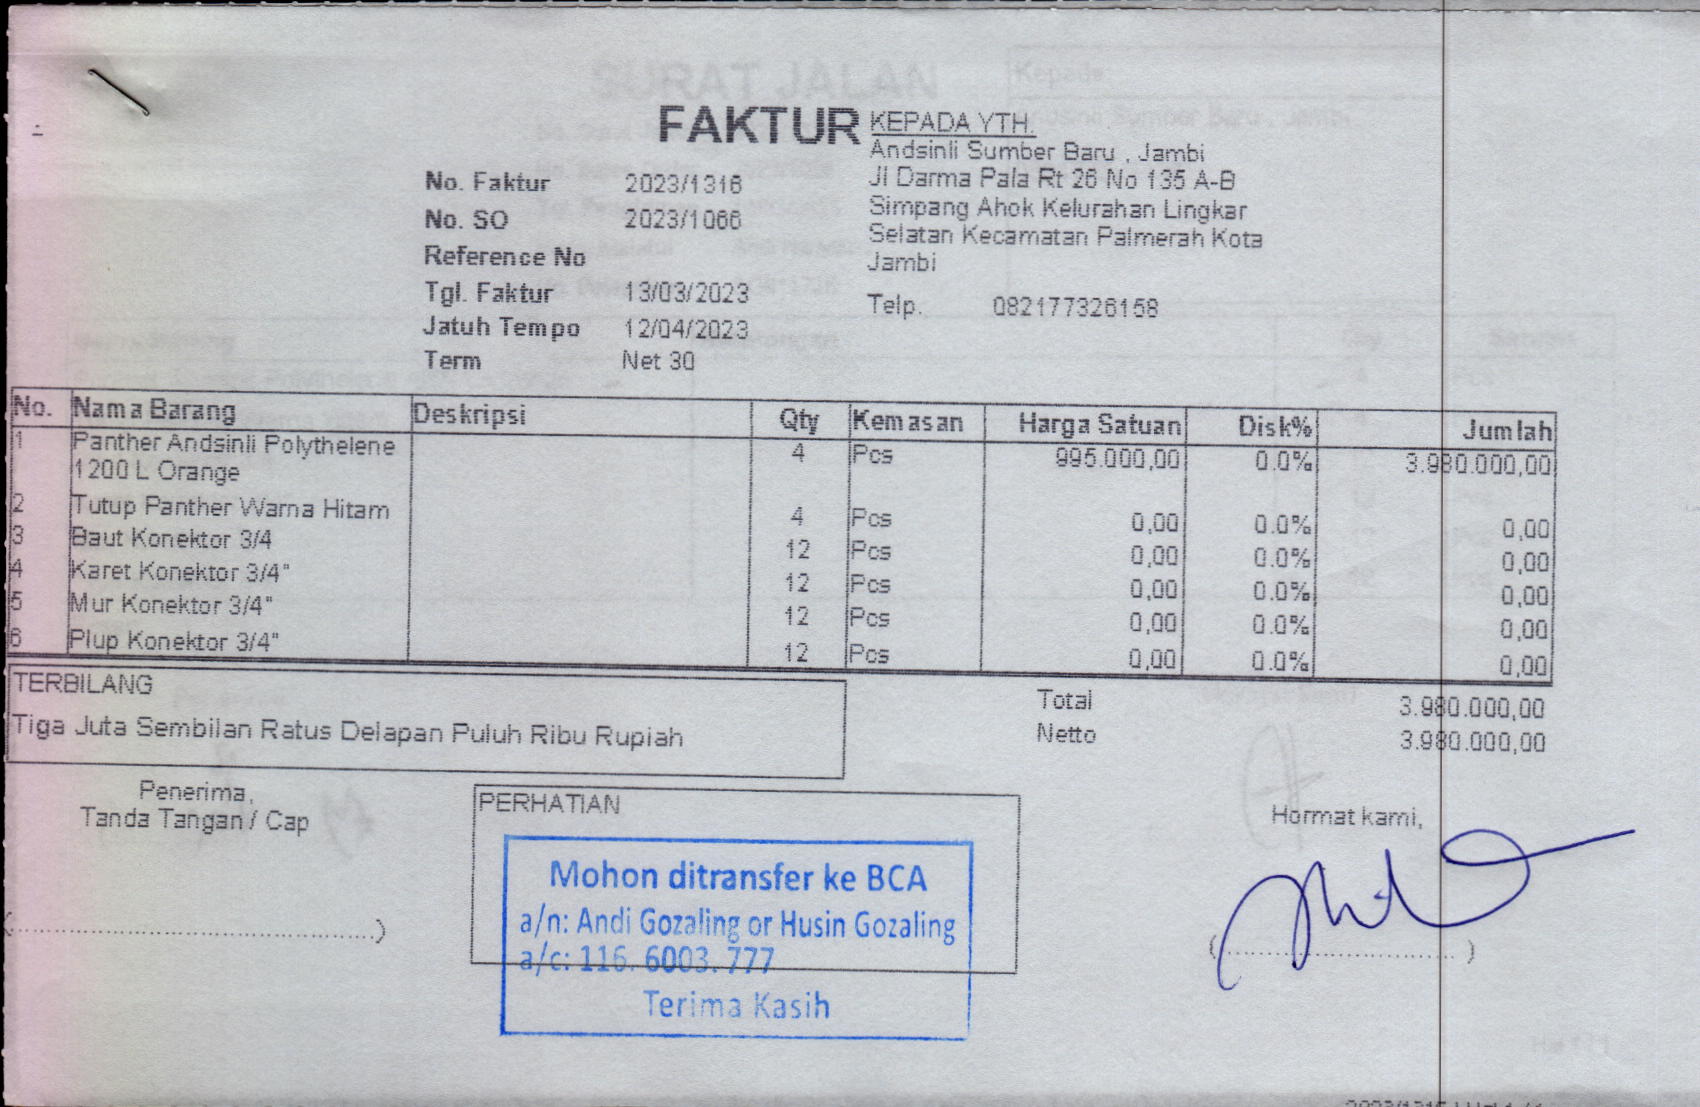 FAKTUR
No. Faktur 2023/1316
No. SO 2023/1066
Reference No
Tgl. Faktur 13/03/2023
Jatuh Tempo 12/04/2023
Term Net 30
KEPADA YTH.
Andsinli Sumber Baru , Jambi
Jl Darma Pala Rt 26 No 135 A-B
Simpang Ahok Kelurahan Lingkar
Selatan Kecamatan Palmerah Kota
Jambi
Telp. 082177326158
No. Nama Barang Deskripsi Qty Kemasan Harga Satuan Disk% Jumlah
1 Panther Andsinli Polythelene 4 Pcs 995.000,00 0.0% 3.980.000,00
1200 L Orange
2 Tutup Panther Warna Hitam 4 Pcs 0,00 0.0% 0,00
3 Baut Konektor 3/4 12 Pcs 0,00 0.0% 0,00
4 Karet Konektor 3/4" 12 Pcs 0,00 0.0% 0,00
5 Mur Konektor 3/4" 12 Pcs 0,00 0.0% 0,00
6 Plup Konektor 3/4" 12 Pcs 0,00 0.0% 0,00
TERBILANG
Tiga Juta Sembilan Ratus Delapan Puluh Ribu Rupiah
Total 3.980.000,00
Netto 3.980.000,00
Penerima,
Tanda Tangan / Cap
PERHATIAN
Mohon ditransfer ke BCA
a/n: Andi Gozaling or Husin Gozaling
a/c: 116. 6003. 777
Terima Kasih
Hormat kami,